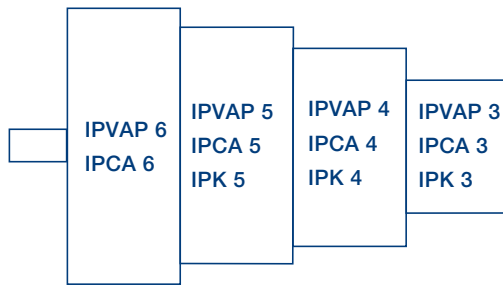 IPVAP 6
IPCA 6
IPVAP 5
IPCA 5
IPK 5
IPVAP 4
IPCA 4
IPK 4
IPVAP 3
IPCA 3
IPK 3